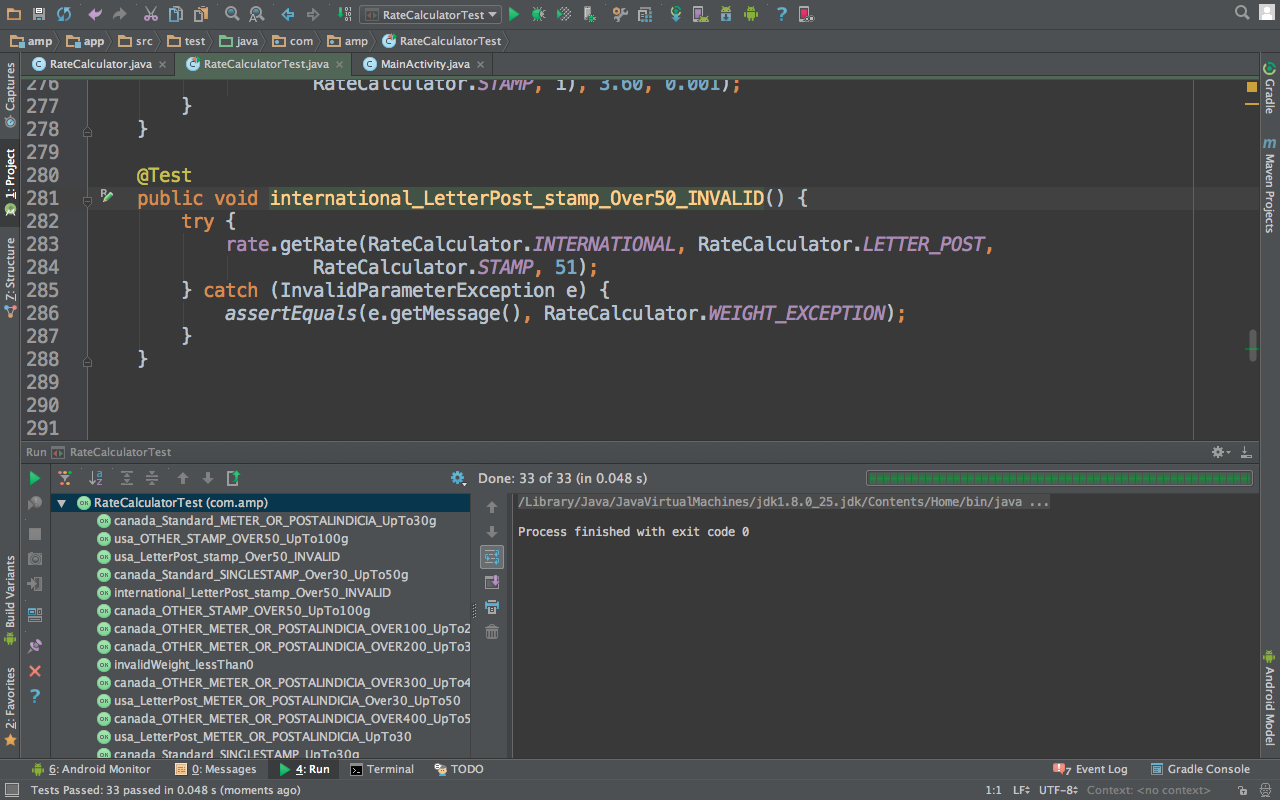 RateCalculatorTest
amp app src test java com amp RateCalculatorTest
RateCalculator.java RateCalculatorTest.java MainActivity.java
276 RateCalculator.STAMP, i), 3.60, 0.001);
277 }
278 }
279
280 @Test
281 public void international_LetterPost_stamp_Over50_INVALID() {
282 try {
283 rate.getRate(RateCalculator.INTERNATIONAL, RateCalculator.LETTER_POST,
284 RateCalculator.STAMP, 51);
285 } catch (InvalidParameterException e) {
286 assertEquals(e.getMessage(), RateCalculator.WEIGHT_EXCEPTION);
287 }
288 }
289
290
291
Captures
1: Project
Z: Structure
Build Variants
2: Favorites
Gradle
m Maven Projects
Android Model
Run RateCalculatorTest
Done: 33 of 33 (in 0.048 s)
RateCalculatorTest (com.amp)
canada_Standard_METER_OR_POSTALINDICIA_UpTo30g
usa_OTHER_STAMP_OVER50_UpTo100g
usa_LetterPost_stamp_Over50_INVALID
canada_Standard_SINGLESTAMP_Over30_UpTo50g
international_LetterPost_stamp_Over50_INVALID
canada_OTHER_STAMP_OVER50_UpTo100g
canada_OTHER_METER_OR_POSTALINDICIA_OVER100_UpTo2
canada_OTHER_METER_OR_POSTALINDICIA_OVER200_UpTo3
invalidWeight_lessThan0
canada_OTHER_METER_OR_POSTALINDICIA_OVER300_UpTo4
usa_LetterPost_METER_OR_POSTALINDICIA_Over30_UpTo50
canada_OTHER_METER_OR_POSTALINDICIA_OVER400_UpTo5
usa_LetterPost_METER_OR_POSTALINDICIA_UpTo30
canada_Standard_SINGLESTAMP_UpTo30g
/Library/Java/JavaVirtualMachines/jdk1.8.0_25.jdk/Contents/Home/bin/java ...
Process finished with exit code 0
6: Android Monitor 0: Messages 4: Run Terminal TODO 7 Event Log Gradle Console
Tests Passed: 33 passed in 0.048 s (moments ago) 1:1 LF UTF-8 Context: <no context>